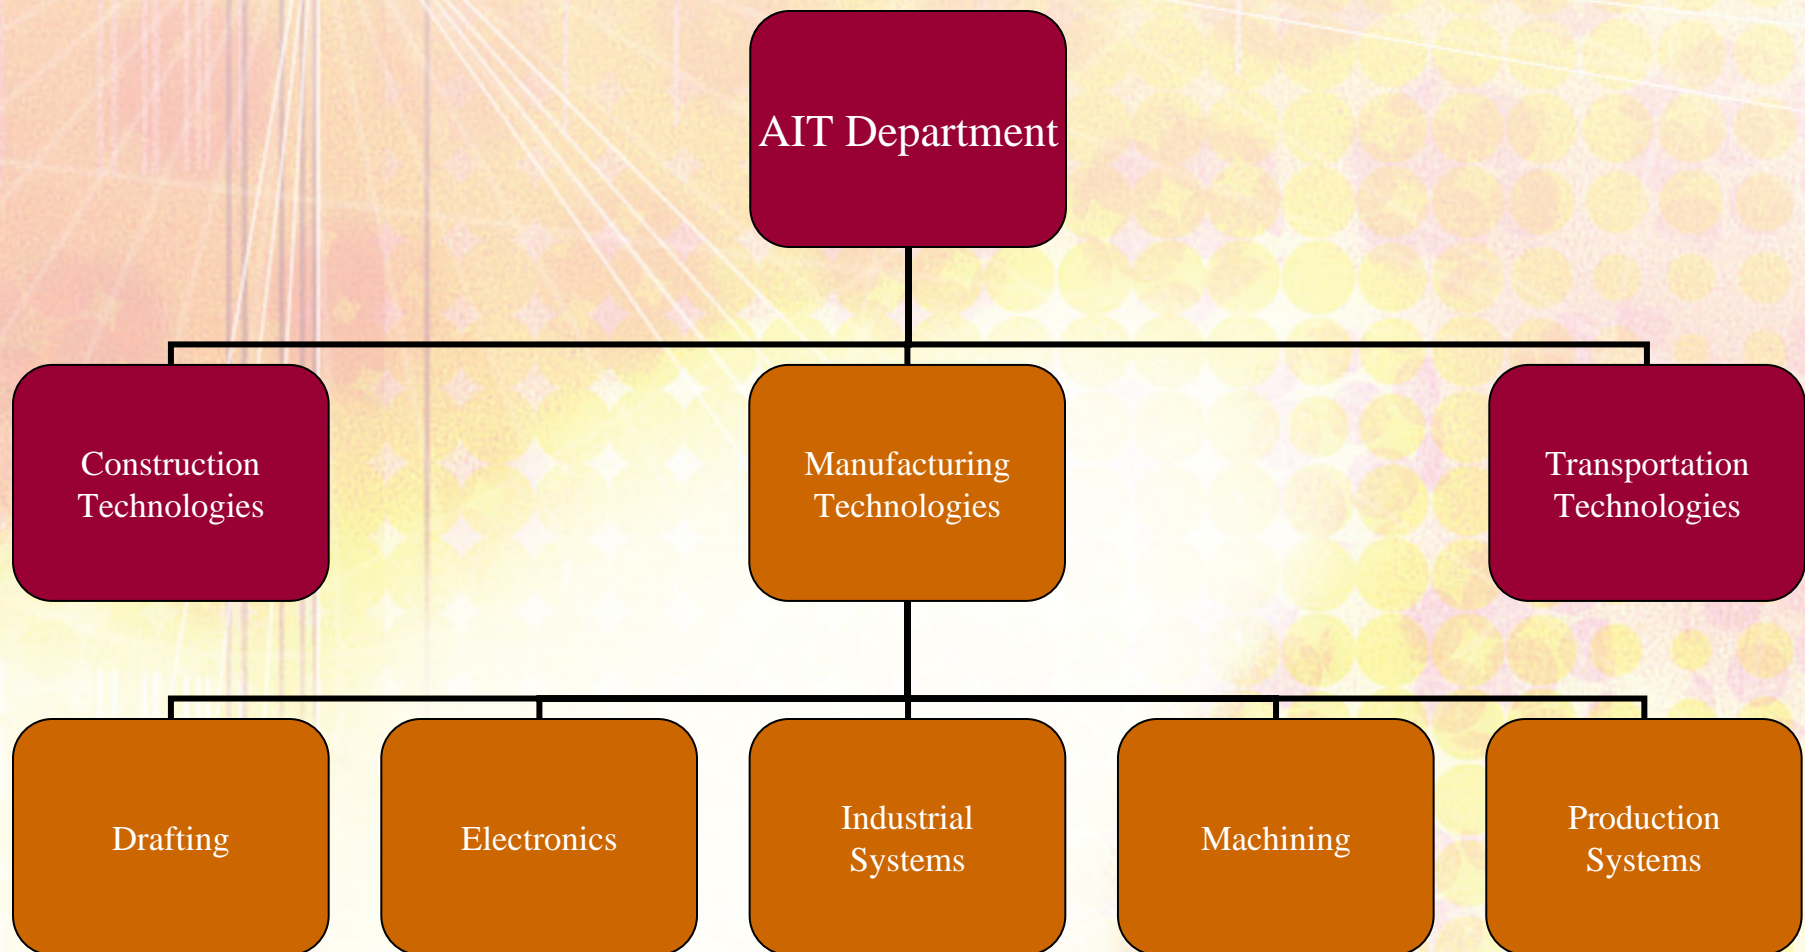 AIT Department
Construction
Technologies
Manufacturing
Technologies
Transportation
Technologies
Drafting
Electronics
Industrial
Systems
Machining
Production
Systems